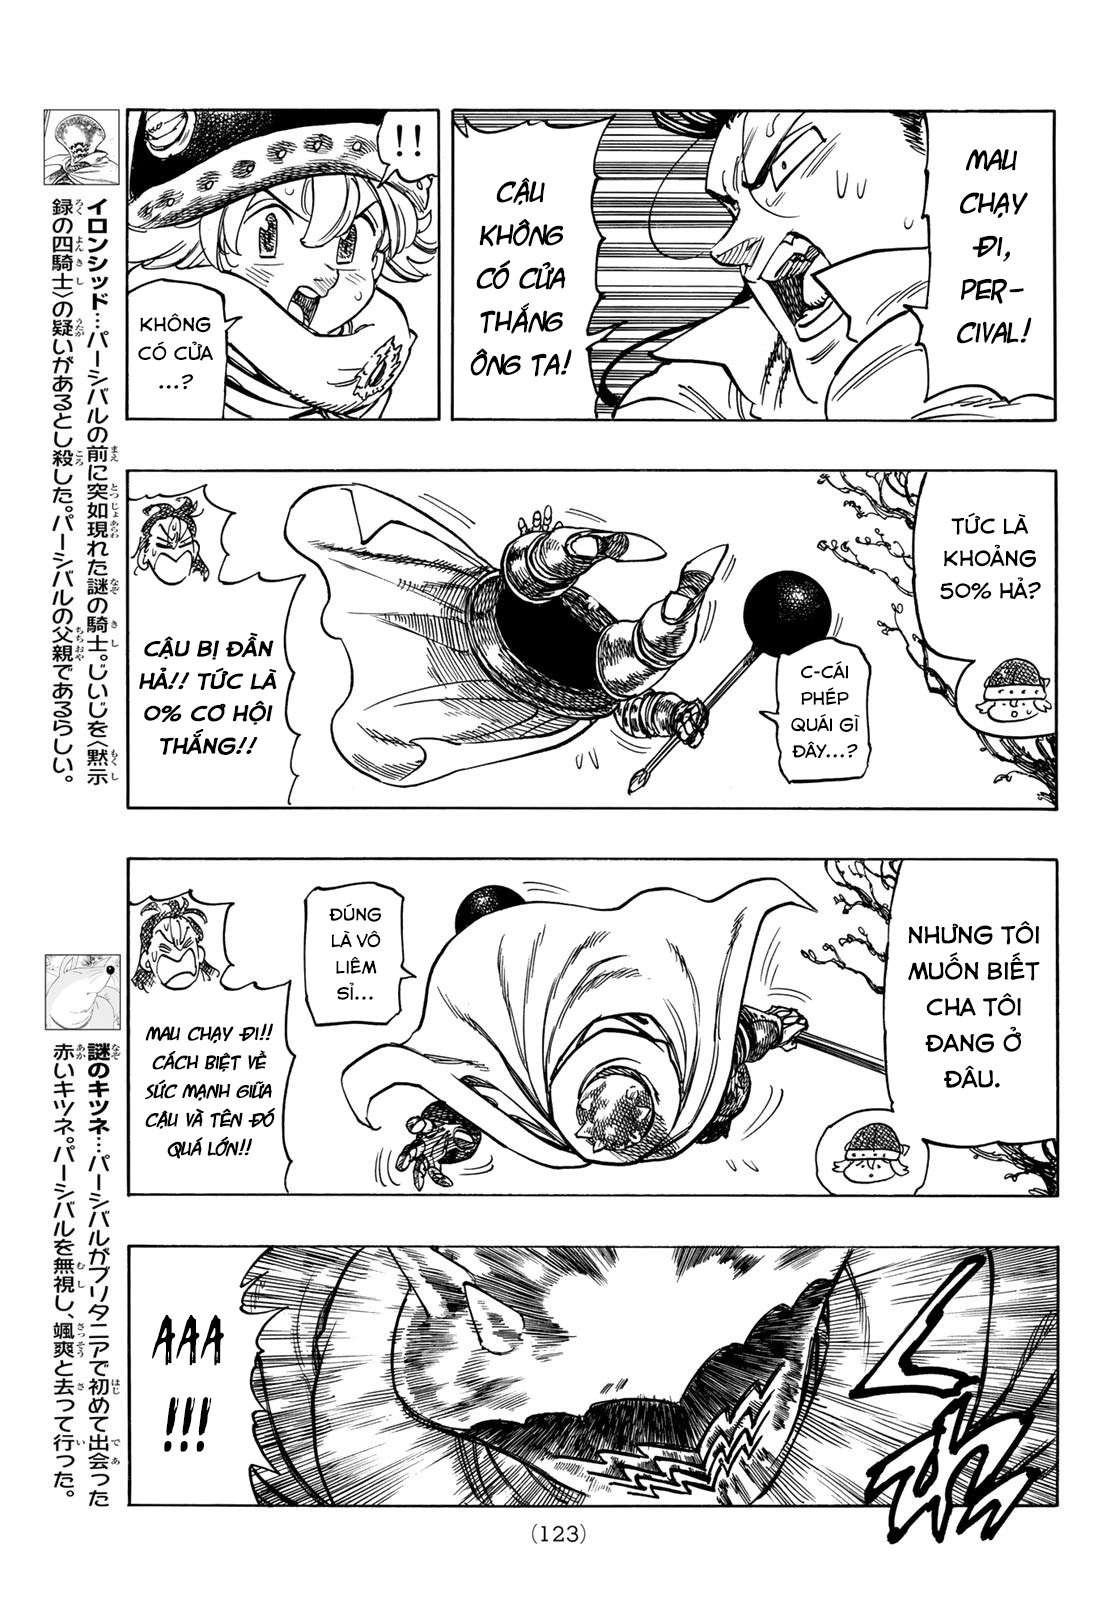 MAU
CHẠY
ĐI,
PER-
CIVAL!
CẬU
KHÔNG
CÓ CỬA
THẮNG
ÔNG TA!
!!
KHÔNG
CÓ CỬA
...?
TỨC LÀ
KHOẢNG
50% HẢ?
C-CÁI
PHÉP
QUÁI GÌ
ĐÂY...?
CẬU BỊ ĐẦN
HẢ!! TỨC LÀ
0% CƠ HỘI
THẮNG!!
NHƯNG TÔI
MUỐN BIẾT
CHA TÔI
ĐANG Ở
ĐÂU.
ĐÚNG
LÀ VÔ
LIÊM
SỈ...
MAU CHẠY ĐI!!
CÁCH BIỆT VỀ
SỨC MẠNH GIỮA
CẬU VÀ TÊN ĐÓ
QUÁ LỚN!!
AAA
!!!
イロンシッド…パーシバルの前に突如現れた謎の騎士。じいじを〈黙示
録の四騎士〉の疑いがあるとし殺した。パーシバルの父親であるらしい。
謎のキツネ…パーシバルがブリタニアで初めて出会った
赤いキツネ。パーシバルを無視し、颯爽と去って行った。
(123)